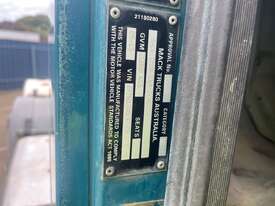 21180280
APPROVAL No
CATEGORY
MACK TRUCKS AUSTRALIA
GVM
SEATS
VIN
THIS VEHICLE WAS MANUFACTURED TO COMPLY
WITH THE MOTOR VEHICLE STANDARDS ACT 1989